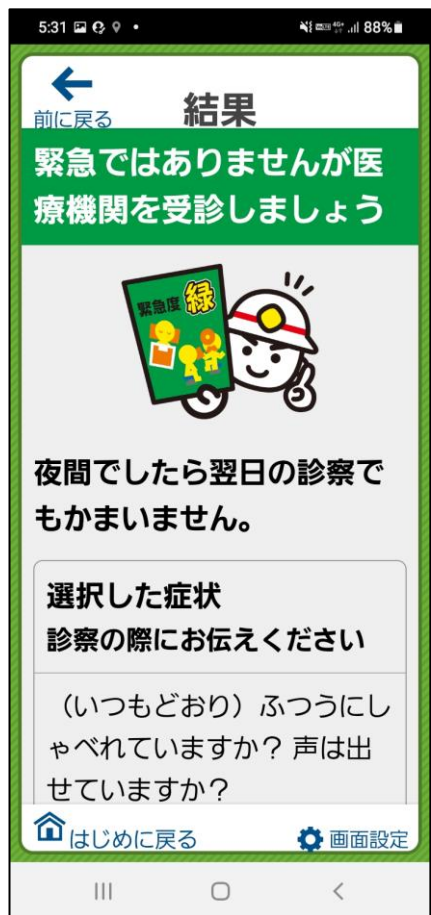 5:31
88%
前に戻る
結果
緊急ではありませんが医
療機関を受診しましょう
緊急度 緑
夜間でしたら翌日の診察で
もかまいません。
選択した症状
診察の際にお伝えください
（いつもどおり）ふつうにし
ゃべれていますか？ 声は出
せていますか？
はじめに戻る
画面設定